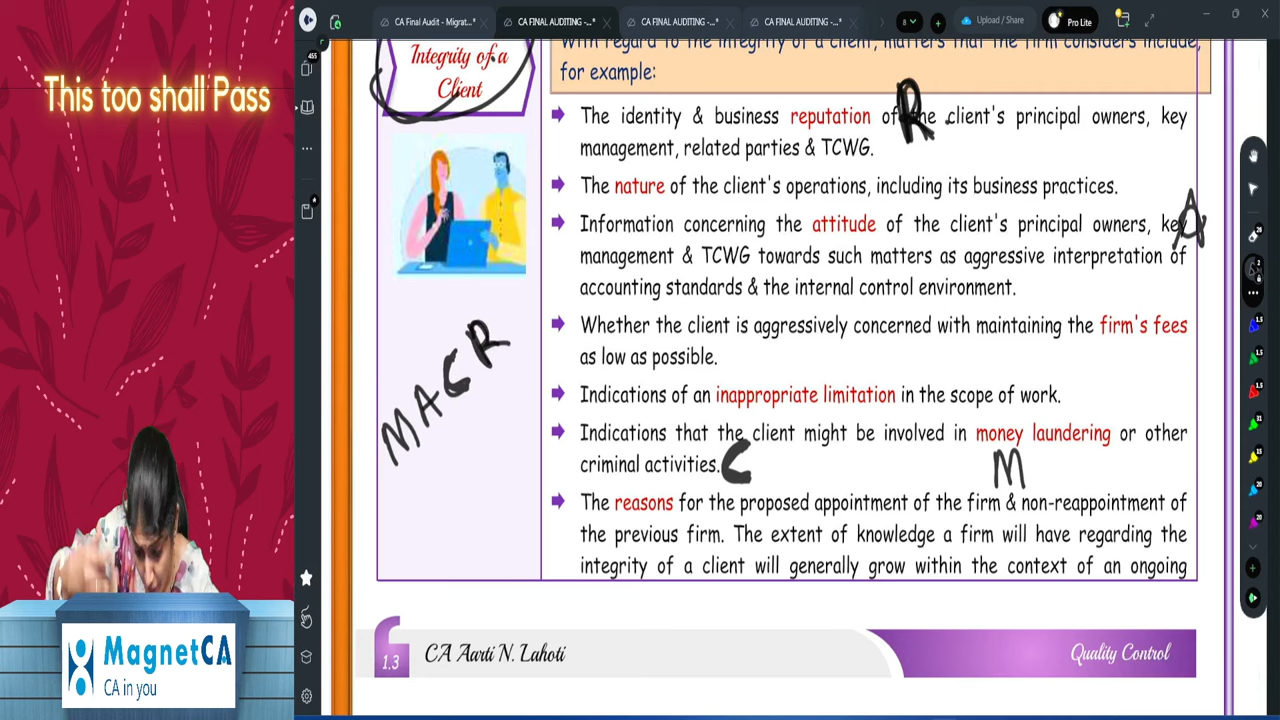 CA Final Audit - Migrat...*
CA FINAL AUDITING -...*
CA FINAL AUDITING -...*
CA FINAL AUDITING -...*
8
Upload / Share
Pro Lite
This too shall Pass
455
Integrity of a
Client
With regard to the integrity of a client, matters that the firm considers include,
for example:
The identity & business reputation of the client's principal owners, key
R
management, related parties & TCWG.
The nature of the client's operations, including its business practices.
Information concerning the attitude of the client's principal owners, key
A
management & TCWG towards such matters as aggressive interpretation of
accounting standards & the internal control environment.
Whether the client is aggressively concerned with maintaining the firm's fees
as low as possible.
MACR
Indications of an inappropriate limitation in the scope of work.
Indications that the client might be involved in money laundering or other
criminal activities.
C
M
The reasons for the proposed appointment of the firm & non-reappointment of
the previous firm. The extent of knowledge a firm will have regarding the
integrity of a client will generally grow within the context of an ongoing
1.3
CA Aarti N. Lahoti
Quality Control
MagnetCA
CA in you